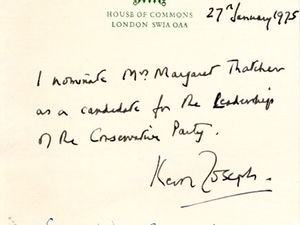 HOUSE OF COMMONS
LONDON SW1A 0AA
27th January 1975
I nominate Mrs Margaret Thatcher
as a candidate for the Leadership
of the Conservative Party.
Keith Joseph.